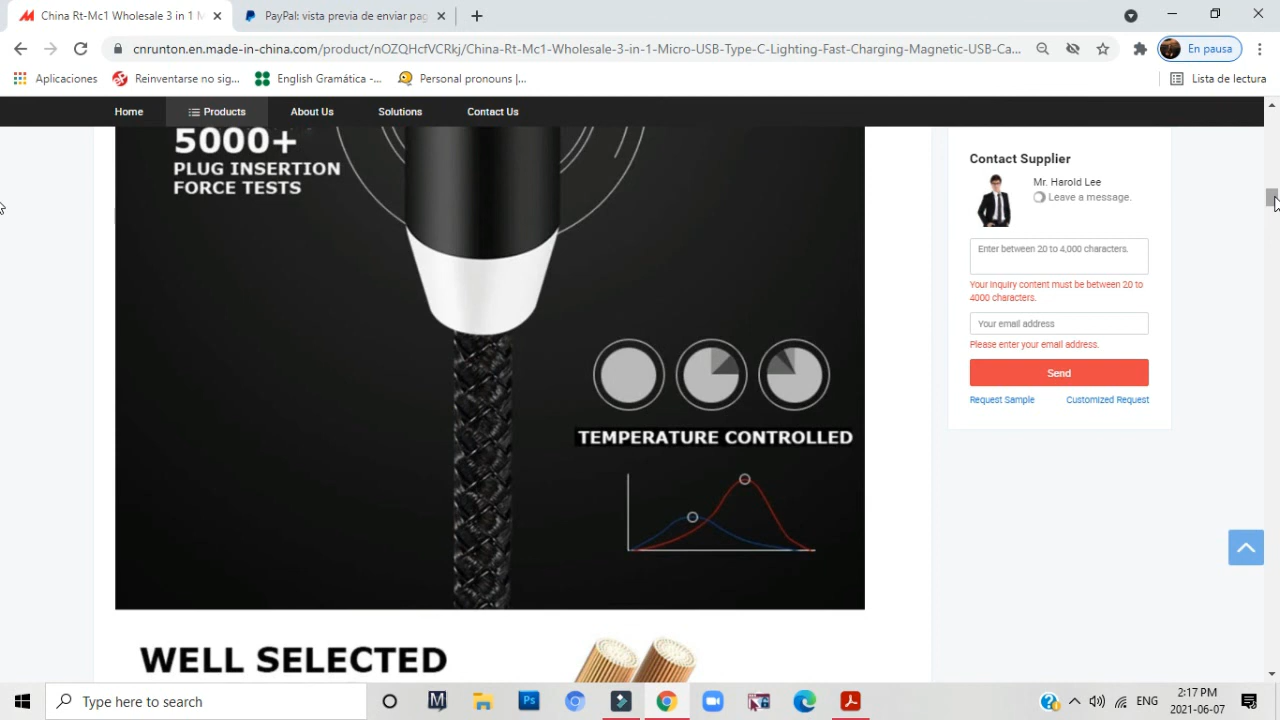 China Rt-Mc1 Wholesale 3 in 1 M
PayPal: vista previa de enviar pag
cnrunton.en.made-in-china.com/product/nOZQHcfVCRkj/China-Rt-Mc1-Wholesale-3-in-1-Micro-USB-Type-C-Lighting-Fast-Charging-Magnetic-USB-Ca...
En pausa
Aplicaciones
Reinventarse no sig...
English Gramática -...
Personal pronouns |...
Lista de lectura
Home
Products
About Us
Solutions
Contact Us
5000+
PLUG INSERTION
FORCE TESTS
TEMPERATURE CONTROLLED
WELL SELECTED
Contact Supplier
Mr. Harold Lee
Leave a message.
Enter between 20 to 4,000 characters.
Your inquiry content must be between 20 to
4000 characters.
Your email address
Please enter your email address.
Send
Request Sample
Customized Request
Type here to search
ENG
2:17 PM
2021-06-07